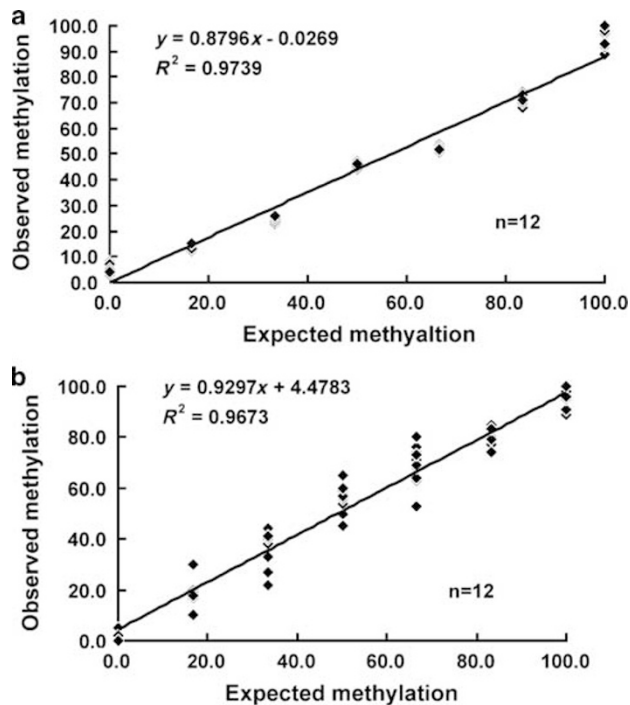 a
y = 0.8796x - 0.0269
R² = 0.9739
Observed methylation
100.0
90.0
80.0
70.0
60.0
50.0
40.0
30.0
20.0
10.0
0.0
n=12
0.0 20.0 40.0 60.0 80.0 100.0
Expected methyaltion
b
y = 0.9297x + 4.4783
R² = 0.9673
Observed methylation
100.0
80.0
60.0
40.0
20.0
0.0
n=12
0.0 20.0 40.0 60.0 80.0 100.0
Expected methylation